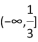 (-∞, 1/3]